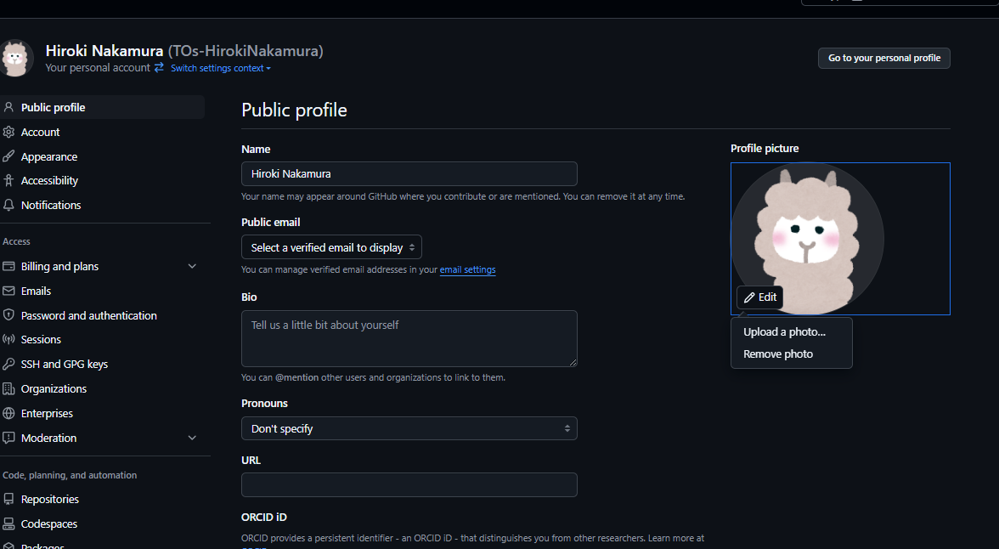 Hiroki Nakamura (TOs-HirokiNakamura)
Your personal account Switch settings context
Go to your personal profile
Public profile
Account
Appearance
Accessibility
Notifications
Access
Billing and plans
Emails
Password and authentication
Sessions
SSH and GPG keys
Organizations
Enterprises
Moderation
Code, planning, and automation
Repositories
Codespaces
Packages
Public profile
Name
Hiroki Nakamura
Your name may appear around GitHub where you contribute or are mentioned. You can remove it at any time.
Public email
Select a verified email to display
You can manage verified email addresses in your email settings
Bio
Tell us a little bit about yourself
You can @mention other users and organizations to link to them.
Pronouns
Don't specify
URL
ORCID iD
ORCID provides a persistent identifier - an ORCID iD - that distinguishes you from other researchers. Learn more at
Profile picture
Edit
Upload a photo...
Remove photo